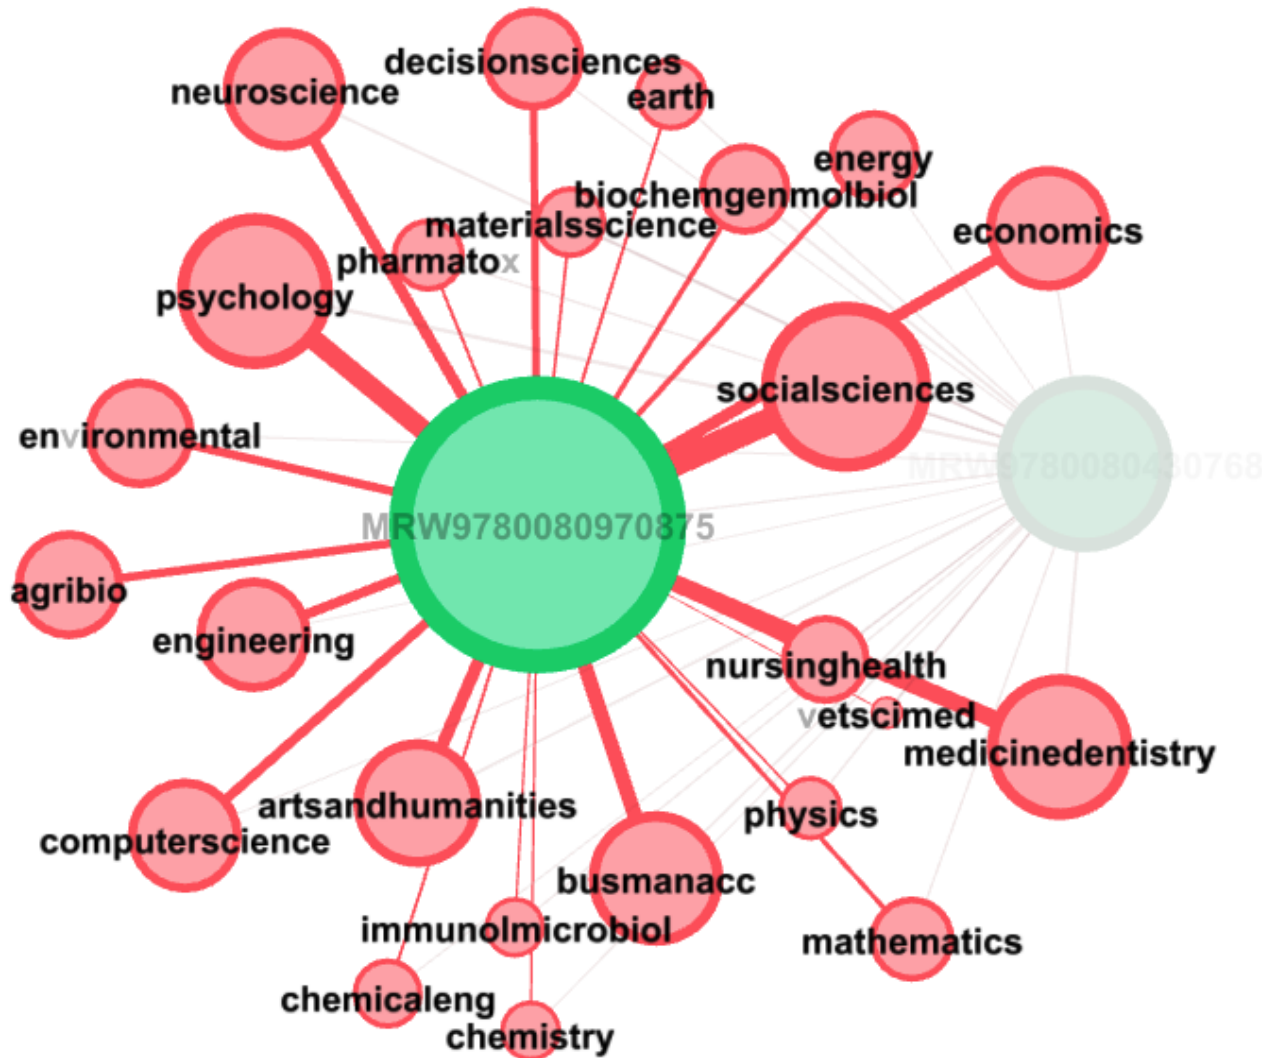 decisionsciences
neuroscience
earth
energy
biochemgenmolbiol
materialsscience
economics
pharmatox
psychology
socialsciences
environmental
MRW9780080430768
MRW9780080970875
agribio
engineering
nursinghealth
vetscimed
medicinedentistry
artsandhumanities
physics
computerscience
busmanacc
immunolmicrobiol
mathematics
chemicaleng
chemistry